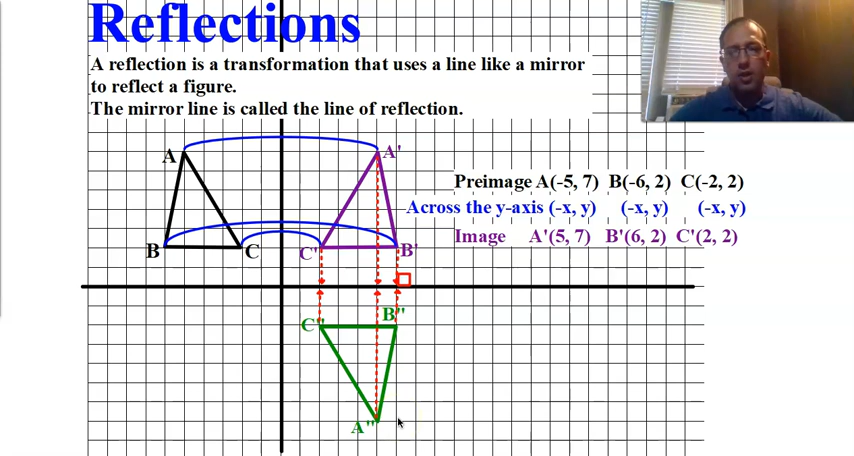 Reflections
A reflection is a transformation that uses a line like a mirror
to reflect a figure.
The mirror line is called the line of reflection.
A
A'
Preimage A(-5, 7) B(-6, 2) C(-2, 2)
Across the y-axis (-x, y) (-x, y) (-x, y)
Image A'(5, 7) B'(6, 2) C'(2, 2)
B
C
C'
B'
C"
B"
A"